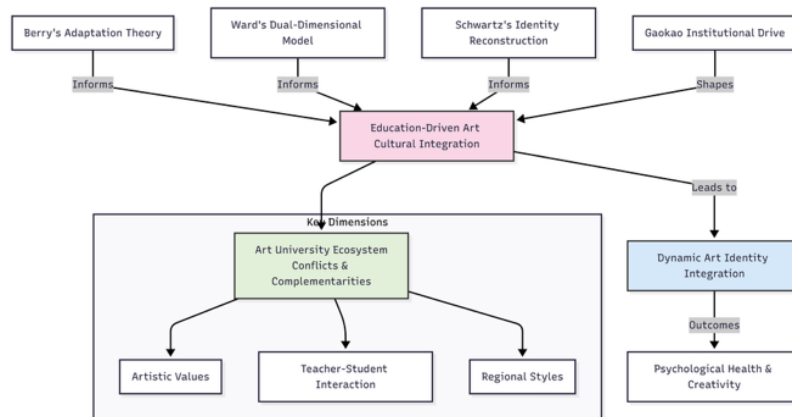 Berry's Adaptation Theory
Ward's Dual-Dimensional
Model
Schwartz's Identity
Reconstruction
Gaokao Institutional Drive
Informs
Informs
Informs
Shapes
Education-Driven Art
Cultural Integration
Leads to
Key Dimensions
Art University Ecosystem
Conflicts &
Complementarities
Dynamic Art Identity
Integration
Outcomes
Artistic Values
Teacher-Student
Interaction
Regional Styles
Psychological Health &
Creativity